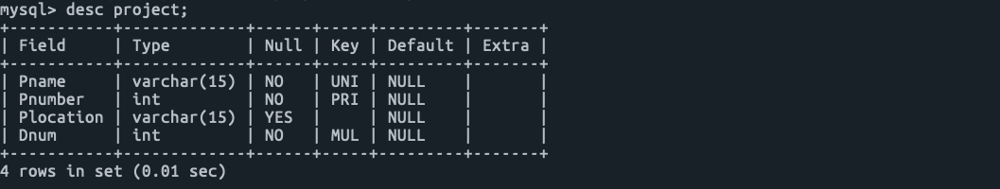 mysql> desc project;
+-----------+-------------+------+-----+---------+-------+
| Field     | Type        | Null | Key | Default | Extra |
+-----------+-------------+------+-----+---------+-------+
| Pname     | varchar(15) | NO   | UNI | NULL    |       |
| Pnumber   | int         | NO   | PRI | NULL    |       |
| Plocation | varchar(15) | YES  |     | NULL    |       |
| Dnum      | int         | NO   | MUL | NULL    |       |
+-----------+-------------+------+-----+---------+-------+
4 rows in set (0.01 sec)